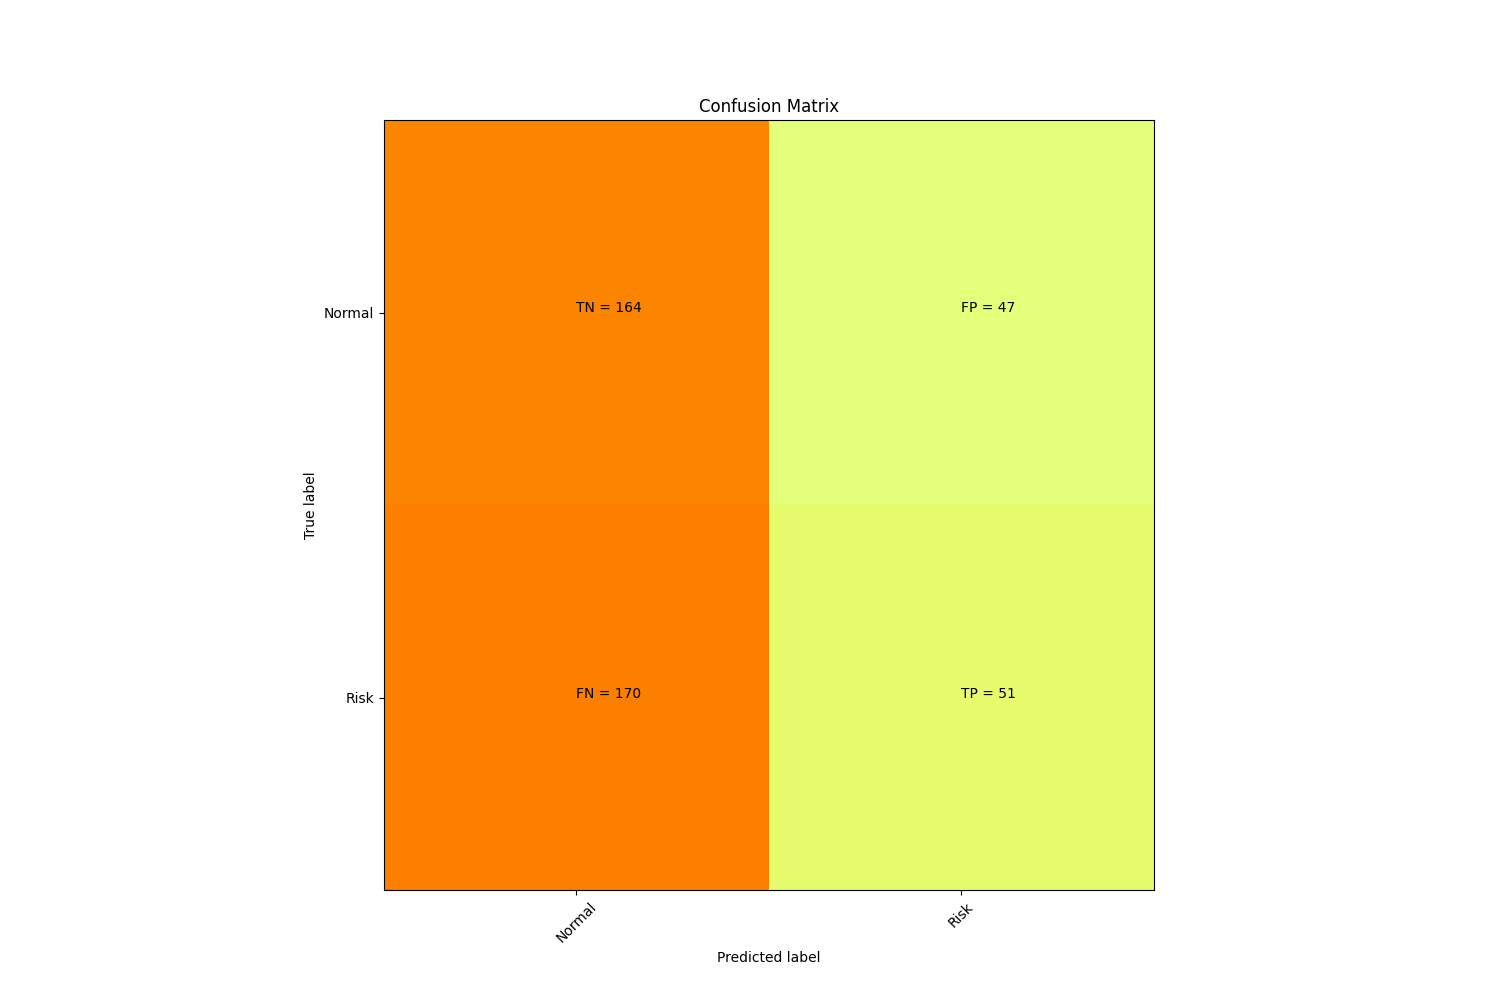 Confusion Matrix
Normal
TN = 164
FP = 47
True label
Risk
FN = 170
TP = 51
Normal
Risk
Predicted label